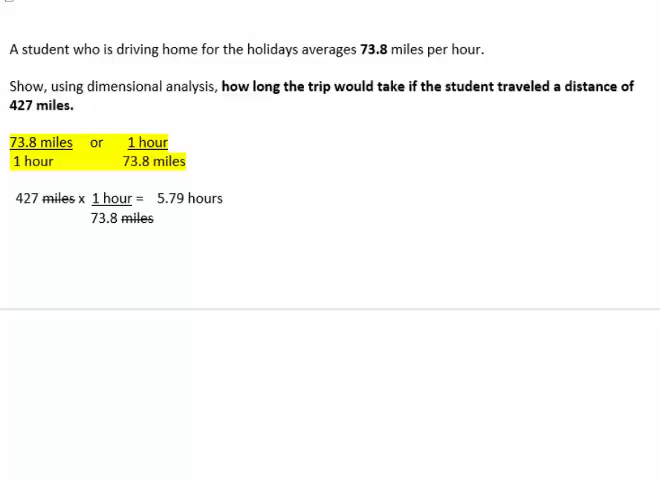 A student who is driving home for the holidays averages 73.8 miles per hour.
Show, using dimensional analysis, how long the trip would take if the student traveled a distance of
427 miles.
73.8 miles or 1 hour
1 hour 73.8 miles
427 miles x 1 hour = 5.79 hours
73.8 miles